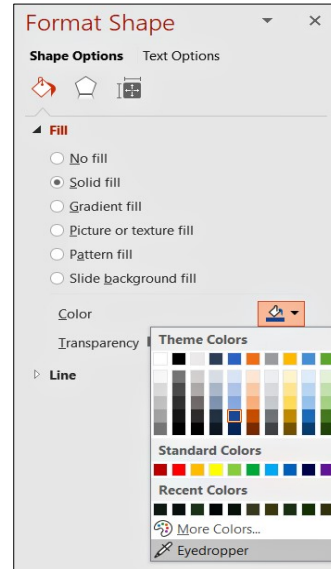 Format Shape
Shape Options Text Options
Fill
No fill
Solid fill
Gradient fill
Picture or texture fill
Pattern fill
Slide background fill
Color
Transparency
Theme Colors
Line
Standard Colors
Recent Colors
More Colors...
Eyedropper